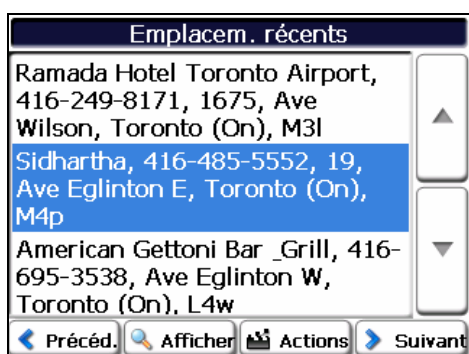 Emplacem. récents
Ramada Hotel Toronto Airport,
416-249-8171, 1675, Ave
Wilson, Toronto (On), M3l
Sidhartha, 416-485-5552, 19,
Ave Eglinton E, Toronto (On),
M4p
American Gettoni Bar _Grill, 416-
695-3538, Ave Eglinton W,
Toronto (On), L4w
Précéd. Afficher Actions Suivant